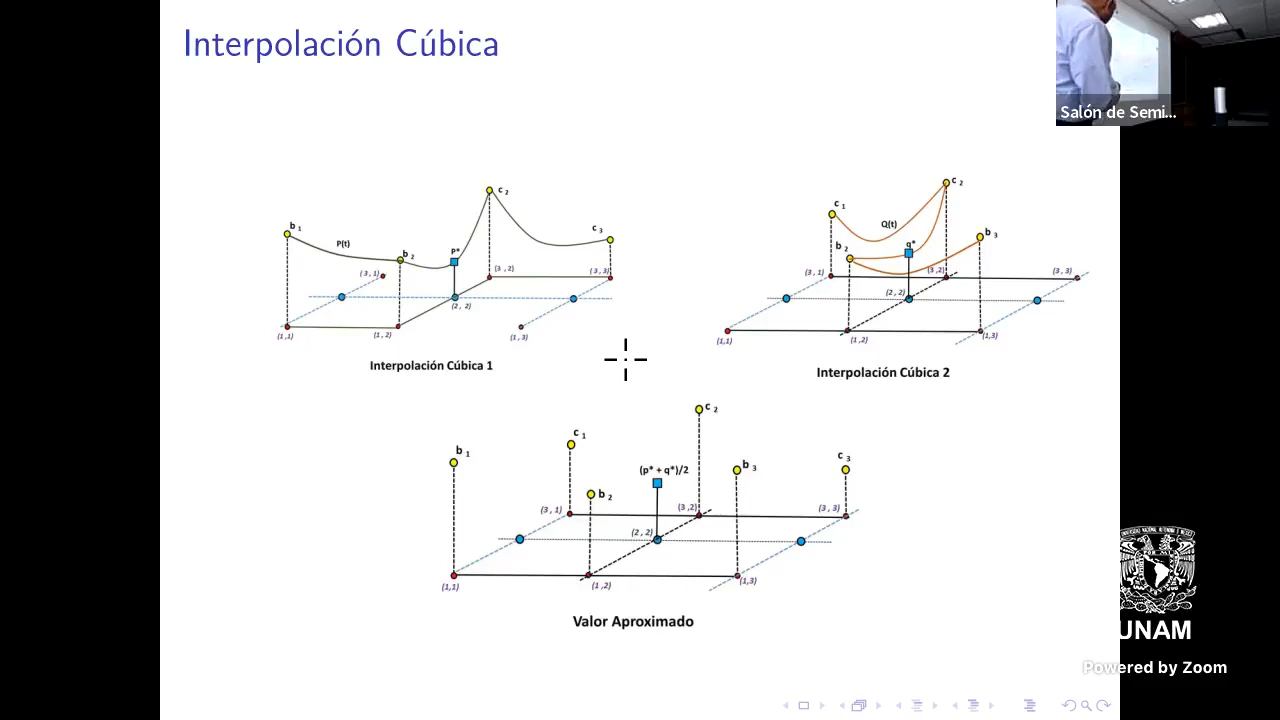 Interpolación Cúbica
Salón de Semi...
b 1
P(t)
b 2
P*
c 2
c 3
(3 , 1)
(3 , 2)
(3 , 3)
(2 , 2)
(1 ,1)
(1 , 2)
(1 , 3)
Interpolación Cúbica 1
c 1
Q(t)
c 2
b 2
q*
b 3
(3 , 1)
(3 ,2)
(3 , 3)
(2 , 2)
(1,1)
(1,2)
(1,3)
Interpolación Cúbica 2
b 1
c 1
c 2
(p* + q*)/2
b 2
b 3
c 3
(3 , 1)
(3 ,2)
(3 , 3)
(2 , 2)
(1,1)
(1 ,2)
(1,3)
Valor Aproximado
UNAM
Powered by Zoom